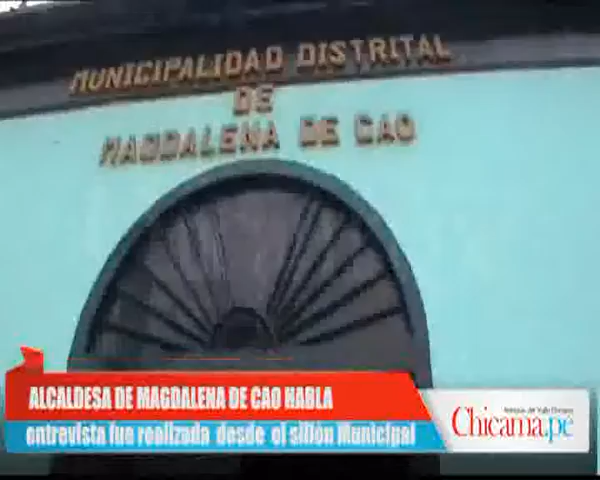 MUNICIPALIDAD DISTRITAL
DE
MAGDALENA DE CAO
ALCALDESA DE MAGDALENA DE CAO HABLA
entrevista fue realizada desde el sillón Municipal
Chicama.pe